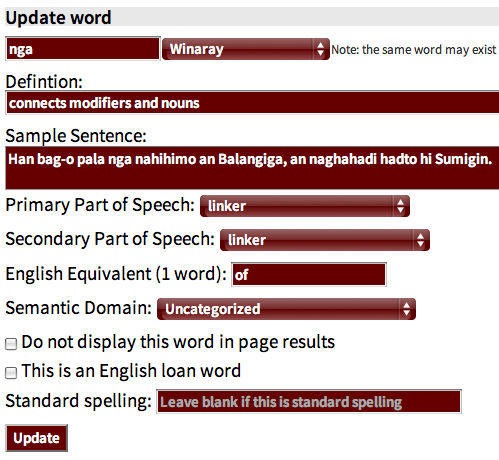 Update word
nga Winaray Note: the same word may exist
Defintion:
connects modifiers and nouns
Sample Sentence:
Han bag-o pala nga nahihimo an Balangiga, an naghahadi hadto hi Sumigin.
Primary Part of Speech: linker
Secondary Part of Speech: linker
English Equivalent (1 word): of
Semantic Domain: Uncategorized
Do not display this word in page results
This is an English loan word
Standard spelling: Leave blank if this is standard spelling
Update